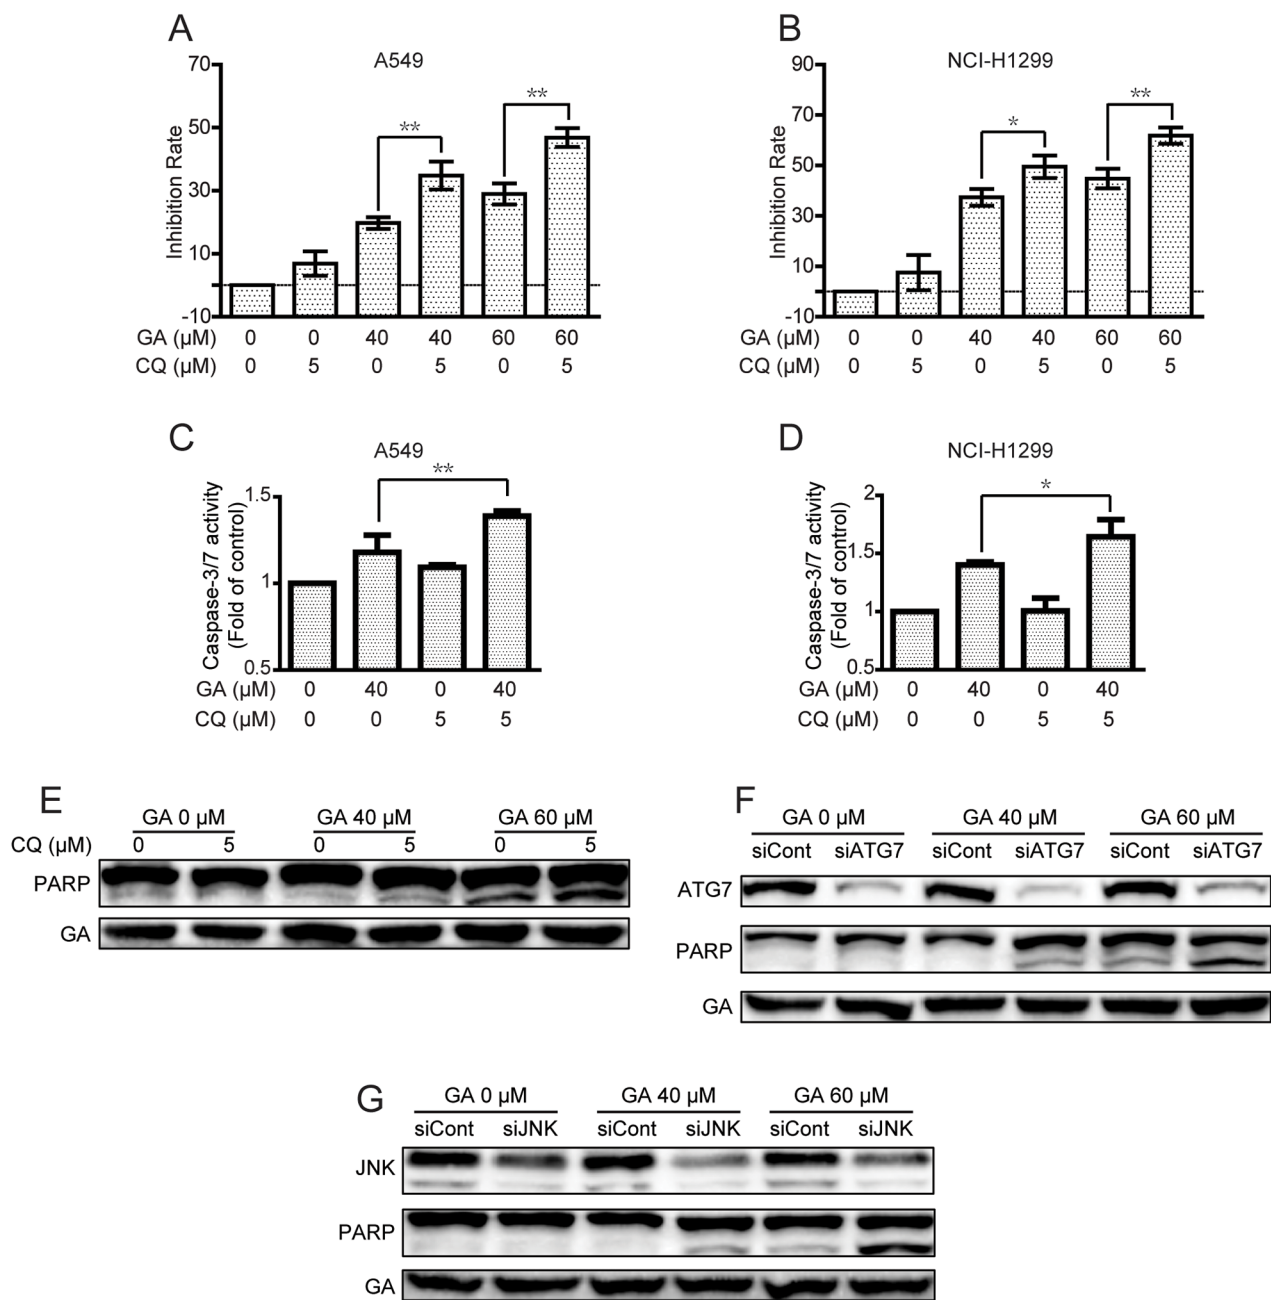 A
A549
70
50
30
10
-10
Inhibition Rate
**
**
GA (µM) 0 0 40 40 60 60
CQ (µM) 0 5 0 5 0 5
B
NCI-H1299
90
70
50
30
10
-10
Inhibition Rate
*
**
GA (µM) 0 0 40 40 60 60
CQ (µM) 0 5 0 5 0 5
C
A549
1.5
1
0.5
Caspase-3/7 activity
(Fold of control)
**
GA (µM) 0 40 0 40
CQ (µM) 0 0 5 5
D
NCI-H1299
2
1.5
1
0.5
Caspase-3/7 activity
(Fold of control)
*
GA (µM) 0 40 0 40
CQ (µM) 0 0 5 5
E
GA 0 µM GA 40 µM GA 60 µM
CQ (µM) 0 5 0 5 0 5
PARP
GA
F
GA 0 µM GA 40 µM GA 60 µM
siCont siATG7 siCont siATG7 siCont siATG7
ATG7
PARP
GA
G
GA 0 µM GA 40 µM GA 60 µM
siCont siJNK siCont siJNK siCont siJNK
JNK
PARP
GA